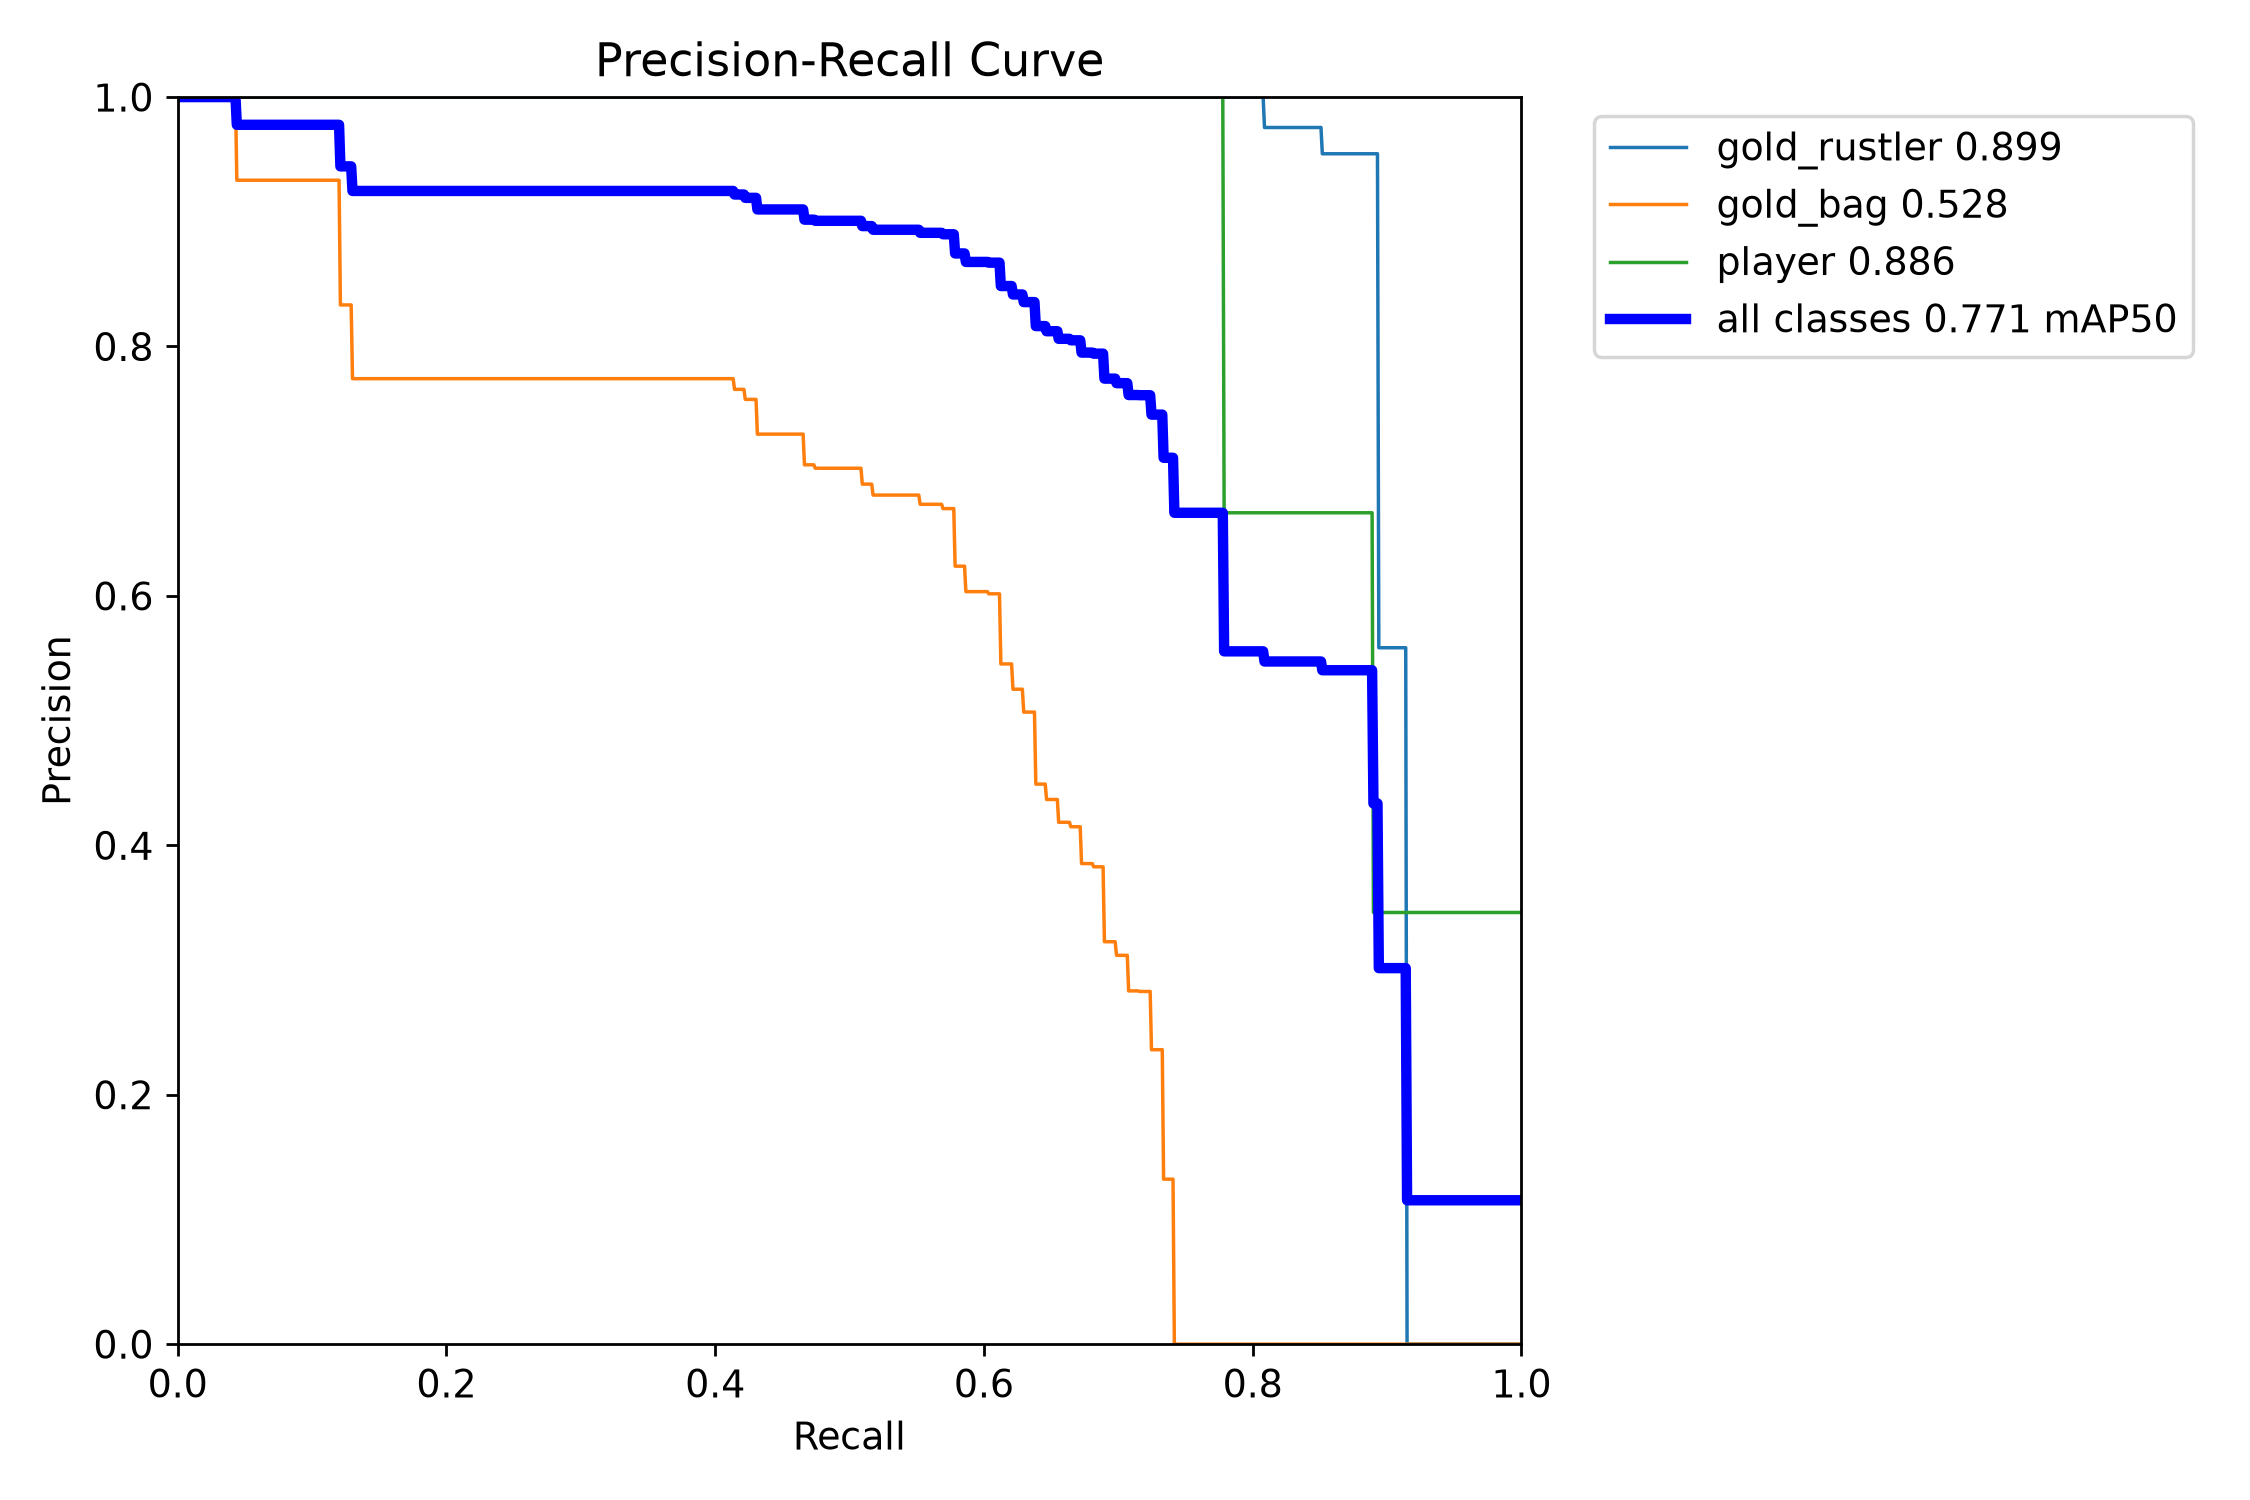 Precision-Recall Curve
1.0
0.8
0.6
0.4
0.2
0.0
Precision
0.0 0.2 0.4 0.6 0.8 1.0
Recall
gold_rustler 0.899
gold_bag 0.528
player 0.886
all classes 0.771 mAP50